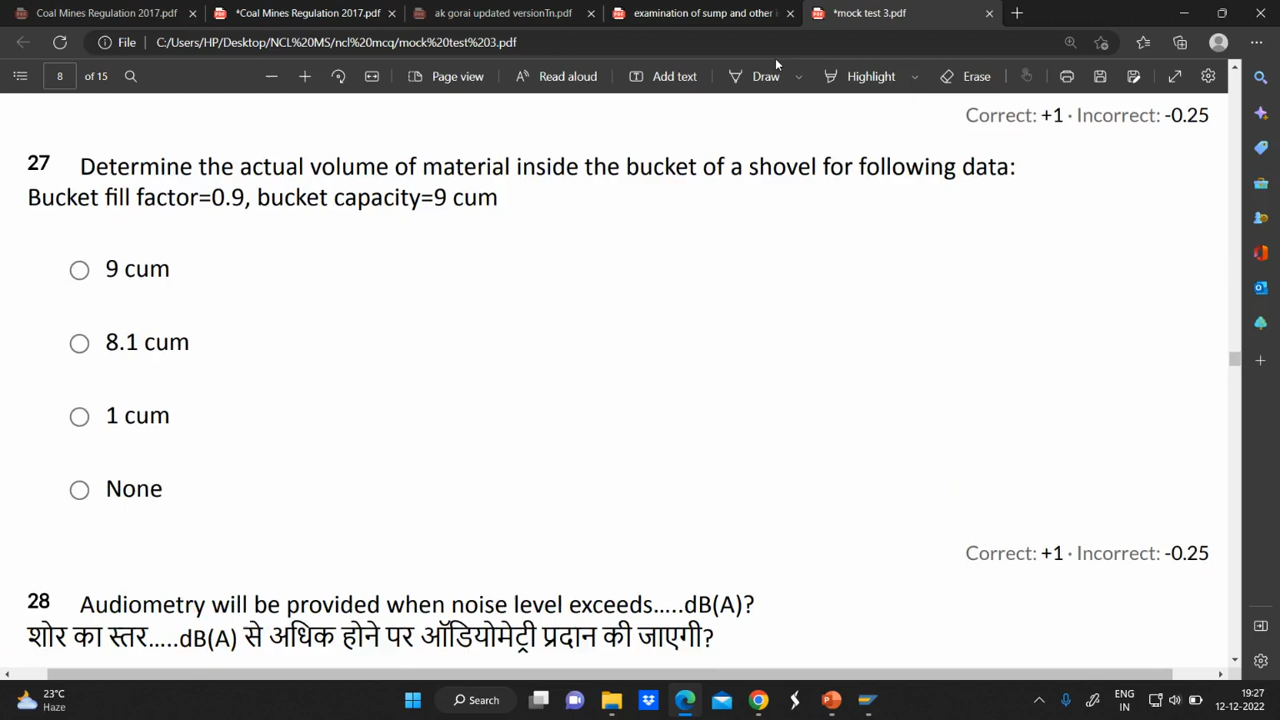 Coal Mines Regulation 2017.pdf
*Coal Mines Regulation 2017.pdf
ak gorai updated versionTn.pdf
examination of sump and other
*mock test 3.pdf
File
C:/Users/HP/Desktop/NCL%20MS/ncl%20mcq/mock%20test%203.pdf
8 of 15
Page view
Read aloud
Add text
Draw
Highlight
Erase
Correct: +1 · Incorrect: -0.25
27 Determine the actual volume of material inside the bucket of a shovel for following data:
Bucket fill factor=0.9, bucket capacity=9 cum
9 cum
8.1 cum
1 cum
None
Correct: +1 · Incorrect: -0.25
28 Audiometry will be provided when noise level exceeds.....dB(A)?
शोर का स्तर.....dB(A) से अधिक होने पर ऑडियोमेट्री प्रदान की जाएगी?
23°C
Haze
Search
ENG
IN
19:27
12-12-2022